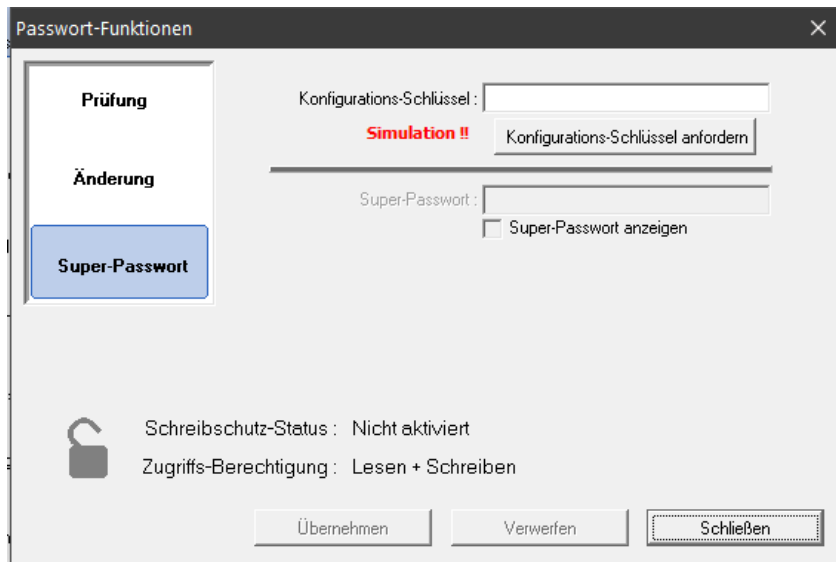 Passwort-Funktionen
Prüfung
Änderung
Super-Passwort
Konfigurations-Schlüssel :
Simulation !!
Konfigurations-Schlüssel anfordern
Super-Passwort :
Super-Passwort anzeigen
Schreibschutz-Status : Nicht aktiviert
Zugriffs-Berechtigung : Lesen + Schreiben
Übernehmen
Verwerfen
Schließen